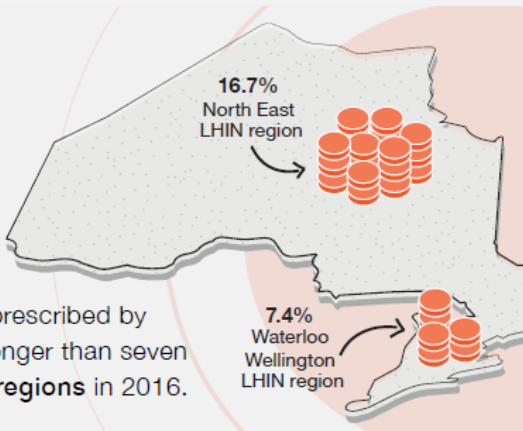 16.7%
North East
LHIN region
prescribed by
longer than seven
regions in 2016.
7.4%
Waterloo
Wellington
LHIN region